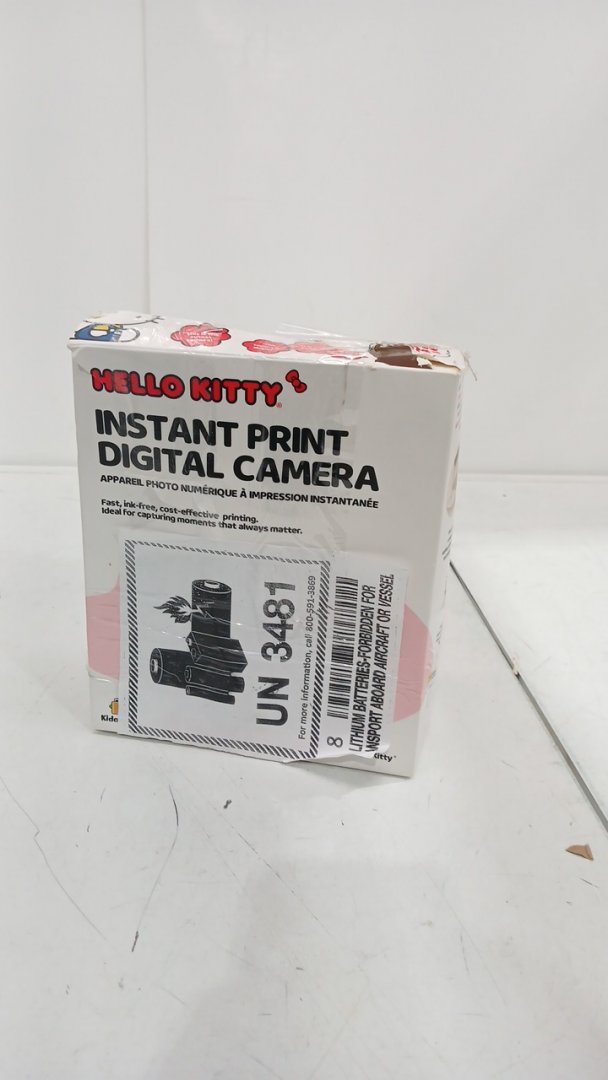 HELLO KITTY®
INSTANT PRINT
DIGITAL CAMERA
APPAREIL PHOTO NUMÉRIQUE À IMPRESSION INSTANTANÉE
Fast, ink-free, cost-effective printing.
Ideal for capturing moments that always matter.
UN 3481
For more information, call 800-591-3869
8
LITHIUM BATTERIES-FORBIDDEN FOR
NSPORT ABOARD AIRCRAFT OR VESSEL
Kide
itty